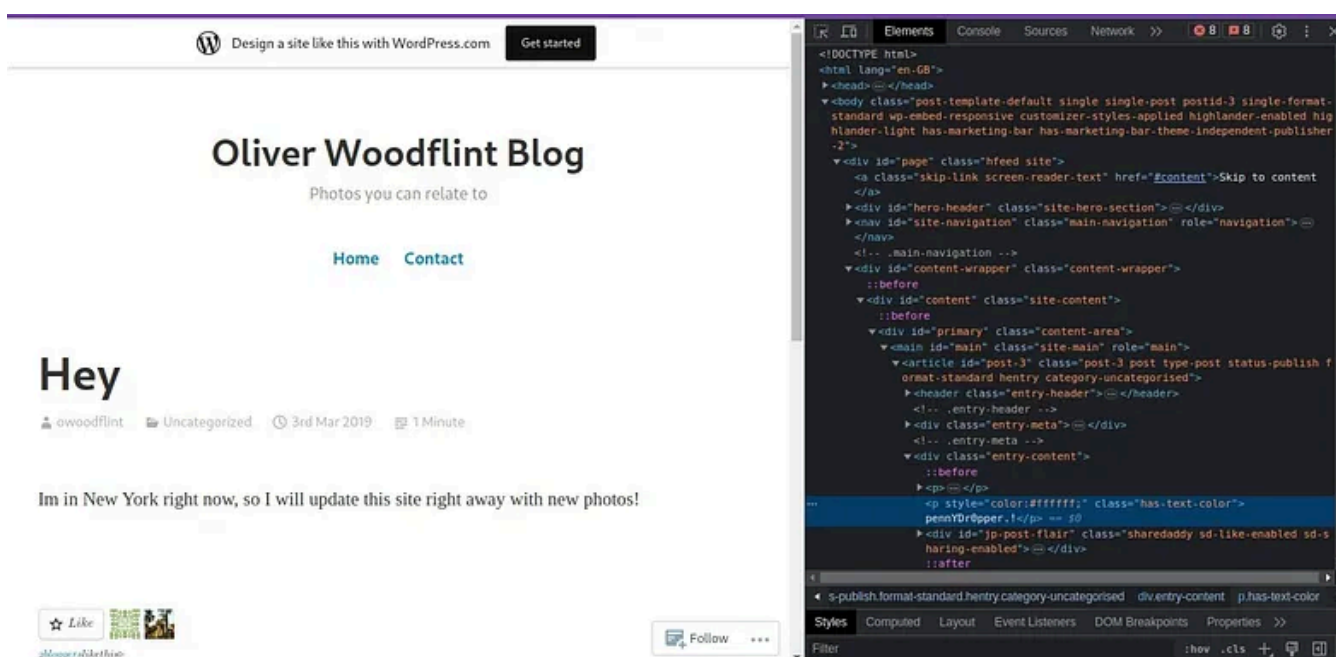 Design a site like this with WordPress.com
Get started
Oliver Woodflint Blog
Photos you can relate to
Home Contact
Hey
owoodflint Uncategorized 3rd Mar 2019 1 Minute
Im in New York right now, so I will update this site right away with new photos!
Like
Follow
Elements Console Sources Network >> 8 8
<!DOCTYPE html>
<html lang="en-GB">
<head>…</head>
<body class="post-template-default single single-post postid-3 single-format-
standard wp-embed-responsive customizer-styles-applied highlander-enabled hig
hlander-light has-marketing-bar has-marketing-bar-theme-independent-publisher
-2">
<div id="page" class="hfeed site">
<a class="skip-link screen-reader-text" href="#content">Skip to content
</a>
<div id="hero-header" class="site-hero-section">…</div>
<nav id="site-navigation" class="main-navigation" role="navigation">…
</nav>
<!-- .main-navigation -->
<div id="content-wrapper" class="content-wrapper">
::before
<div id="content" class="site-content">
::before
<div id="primary" class="content-area">
<main id="main" class="site-main" role="main">
<article id="post-3" class="post-3 post type-post status-publish f
ormat-standard hentry category-uncategorised">
<header class="entry-header">…</header>
<!-- .entry-header -->
<div class="entry-meta">…</div>
<!-- .entry-meta -->
<div class="entry-content">
::before
<p>…</p>
<p style="color:#ffffff;" class="has-text-color">
pennYDr0pper.!</p> == $0
<div id="jp-post-flair" class="sharedaddy sd-like-enabled sd-s
haring-enabled">…</div>
::after
s-publish.format-standard.hentry.category-uncategorised div.entry-content p.has-text-color
Styles Computed Layout Event Listeners DOM Breakpoints Properties >>
Filter :hov .cls +